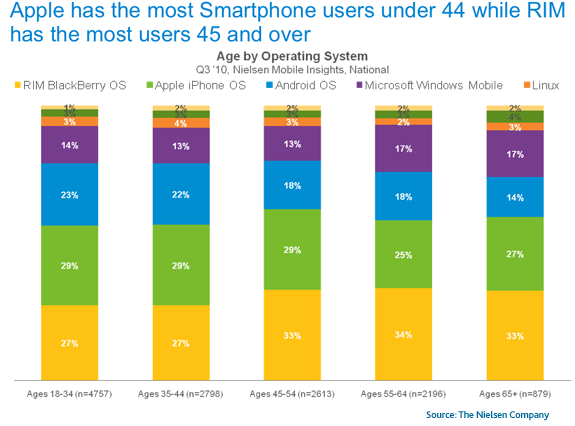 Apple has the most Smartphone users under 44 while RIM
has the most users 45 and over
Age by Operating System
Q3 '10, Nielsen Mobile Insights, National
RIM BlackBerry OS Apple iPhone OS Android OS Microsoft Windows Mobile Linux
1% 2% 2% 2% 2%
3% 3% 3% 3% 4%
3% 4% 3% 2% 3%
14% 13% 13% 17% 17%
23% 22% 18% 18% 14%
29% 29% 29% 25% 27%
27% 27% 33% 34% 33%
Ages 18-34 (n=4757) Ages 35-44 (n=2798) Ages 45-54 (n=2613) Ages 55-64 (n=2196) Ages 65+ (n=879)
Source: The Nielsen Company